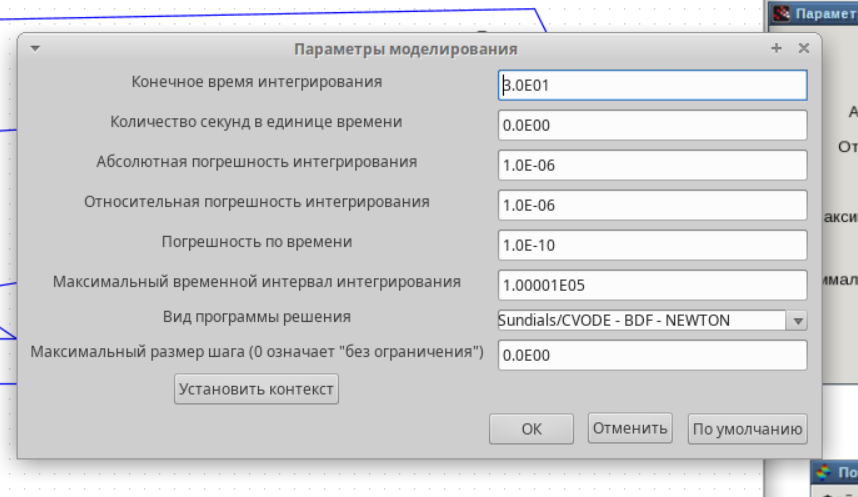 Парамет
Параметры моделирования
Конечное время интегрирования
3.0E01
Количество секунд в единице времени
0.0E00
Абсолютная погрешность интегрирования
1.0E-06
Относительная погрешность интегрирования
1.0E-06
Погрешность по времени
1.0E-10
Максимальный временной интервал интегрирования
1.00001E05
Вид программы решения
Sundials/CVODE - BDF - NEWTON
Максимальный размер шага (0 означает "без ограничения")
0.0E00
Установить контекст
ОК
Отменить
По умолчанию
А
От
акси
мал
По